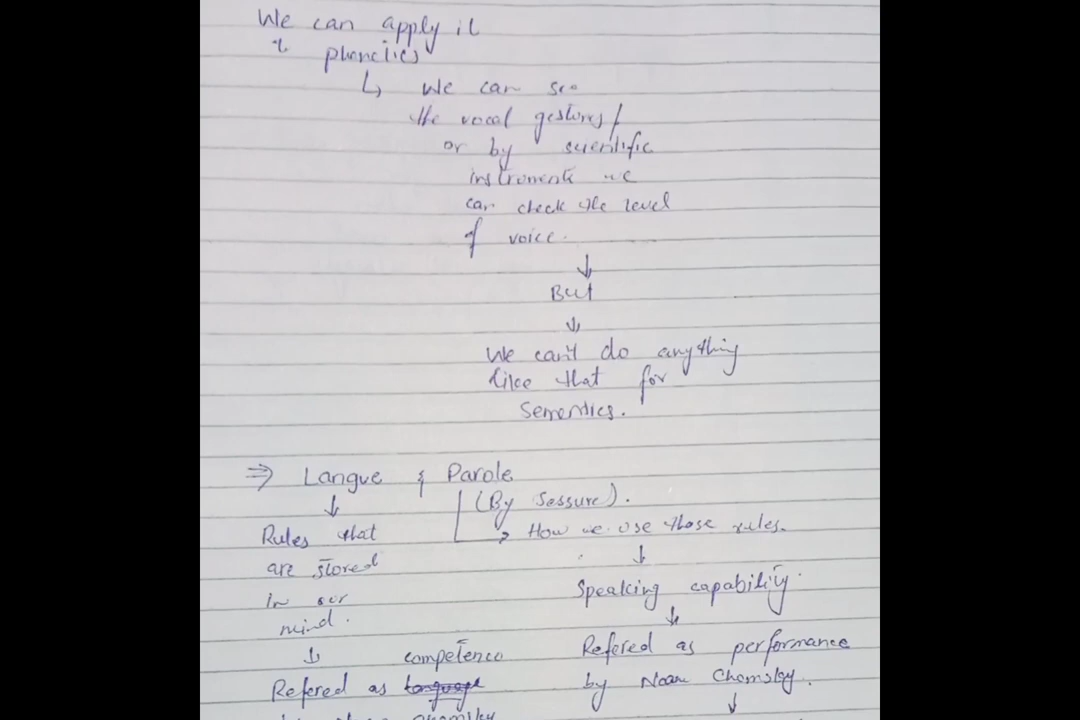 We can apply it
phonetics
↳ We can see
the vocal gestures/
or by scientific
instruments we
can check the level
of voice.
↓
But
↓
We can't do anything
like that for
Sementics.
⇒ Langue & Parole
(By Sessure).
→ How we use those rules.
↓
Rules that
are stored
in our
mind.
↓
Speaking capability.
↓
Refered as performance
by Noam Chomsky.
↓
competence
Refered as language
chomsky